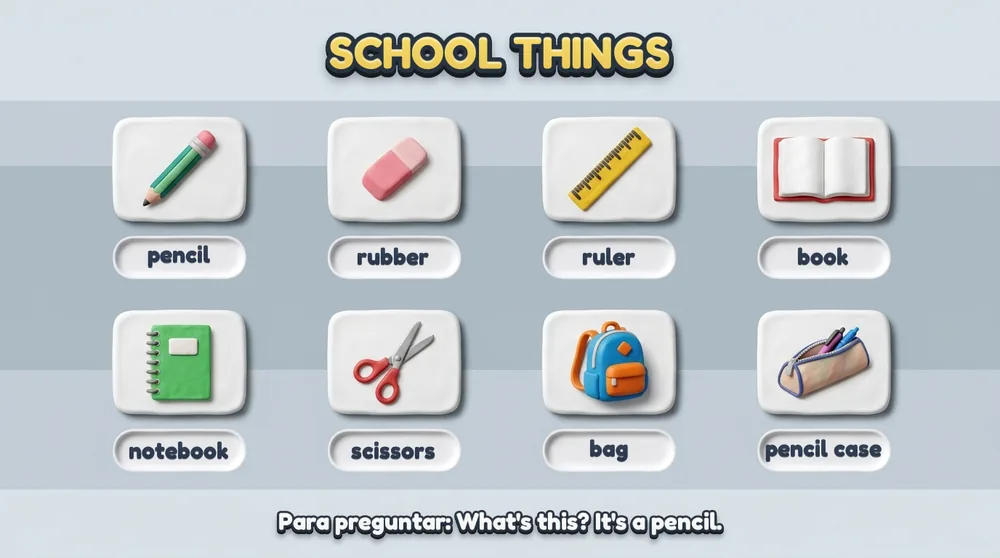 SCHOOL THINGS
pencil
rubber
ruler
book
notebook
scissors
bag
pencil case
Para preguntar: What's this? It's a pencil.